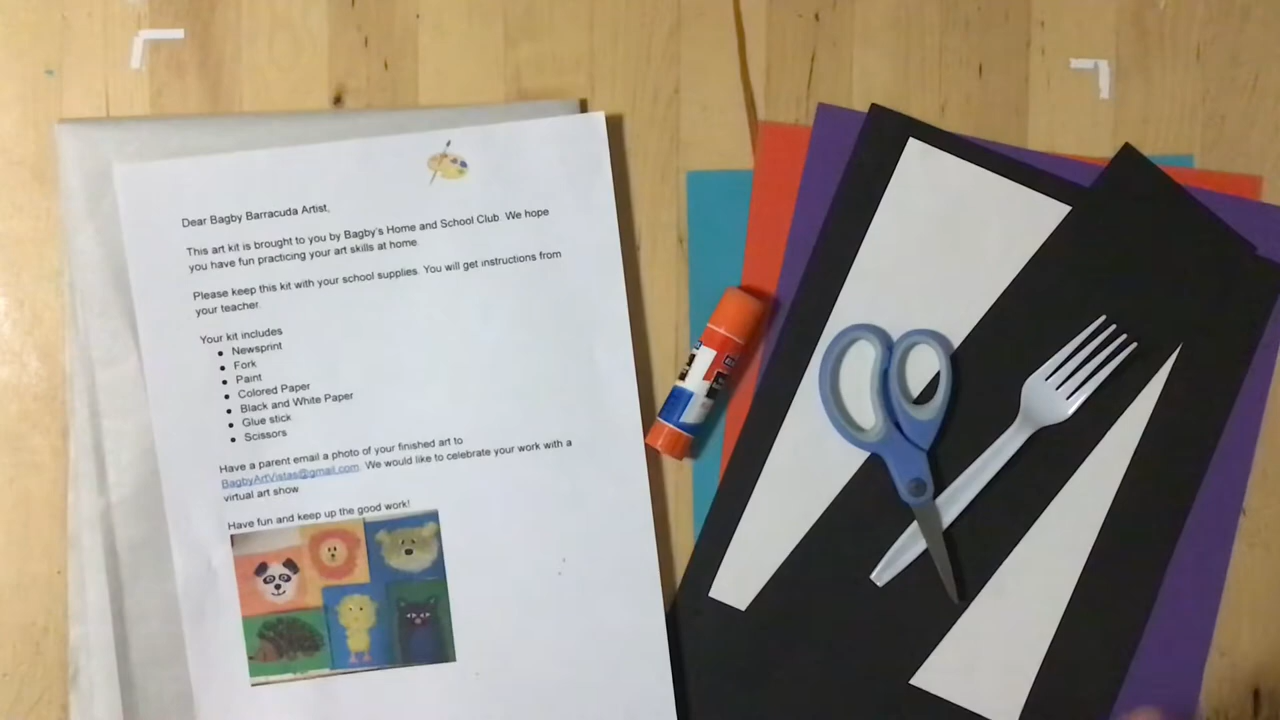 Dear Bagby Barracuda Artist,
This art kit is brought to you by Bagby's Home and School Club. We hope
you have fun practicing your art skills at home.
Please keep this kit with your school supplies. You will get instructions from
your teacher.
Your kit includes
• Newsprint
• Fork
• Paint
• Colored Paper
• Black and White Paper
• Glue stick
• Scissors
Have a parent email a photo of your finished art to
BagbyArtVistas@gmail.com. We would like to celebrate your work with a
virtual art show
Have fun and keep up the good work!